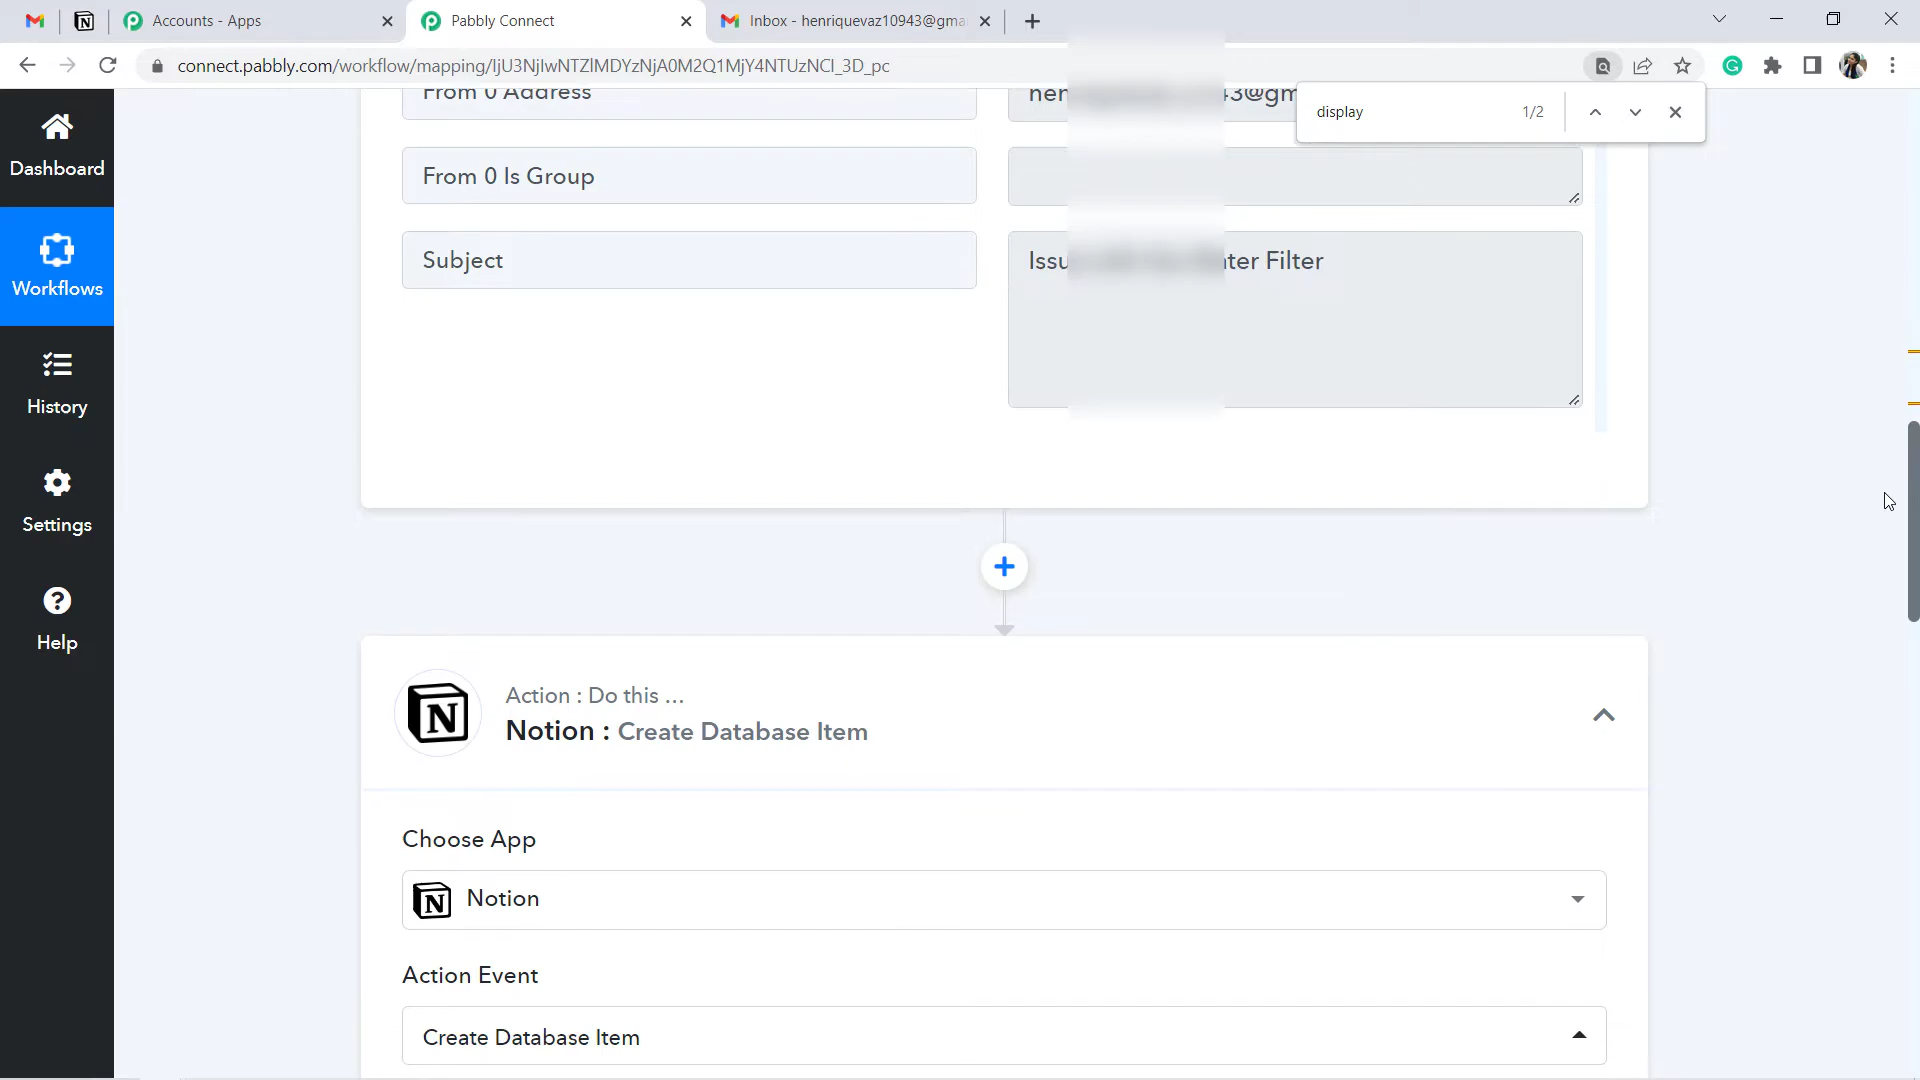 Accounts - Apps
Pabbly Connect
Inbox - henriquevaz10943@gma
connect.pabbly.com/workflow/mapping/IjU3NjIwNTZlMDYzNjA0M2Q1MjY4NTUzNCI_3D_pc
display
1/2
Dashboard
Workflows
History
Settings
Help
From 0 Address
From 0 Is Group
Subject
Filter
Action : Do this ...
Notion : Create Database Item
Choose App
Notion
Action Event
Create Database Item